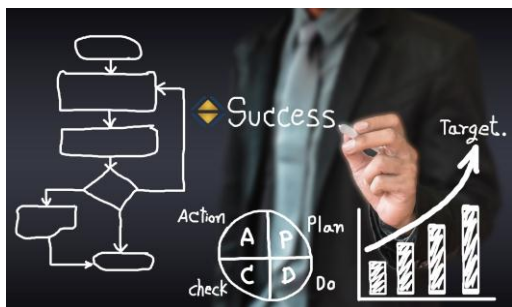 Success
Target.
Action
Plan
A
P
C
D
check
Do